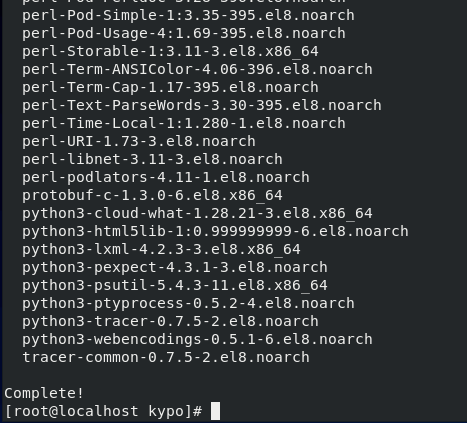 perl-Pod-Simple-1:3.35-395.el8.noarch
perl-Pod-Usage-4:1.69-395.el8.noarch
perl-Storable-1:3.11-3.el8.x86_64
perl-Term-ANSIColor-4.06-396.el8.noarch
perl-Term-Cap-1.17-395.el8.noarch
perl-Text-ParseWords-3.30-395.el8.noarch
perl-Time-Local-1:1.280-1.el8.noarch
perl-URI-1.73-3.el8.noarch
perl-libnet-3.11-3.el8.noarch
perl-podlators-4.11-1.el8.noarch
protobuf-c-1.3.0-6.el8.x86_64
python3-cloud-what-1.28.21-3.el8.x86_64
python3-html5lib-1:0.999999999-6.el8.noarch
python3-lxml-4.2.3-3.el8.x86_64
python3-pexpect-4.3.1-3.el8.noarch
python3-psutil-5.4.3-11.el8.x86_64
python3-ptyprocess-0.5.2-4.el8.noarch
python3-tracer-0.7.5-2.el8.noarch
python3-webencodings-0.5.1-6.el8.noarch
tracer-common-0.7.5-2.el8.noarch
Complete!
[root@localhost kypo]#